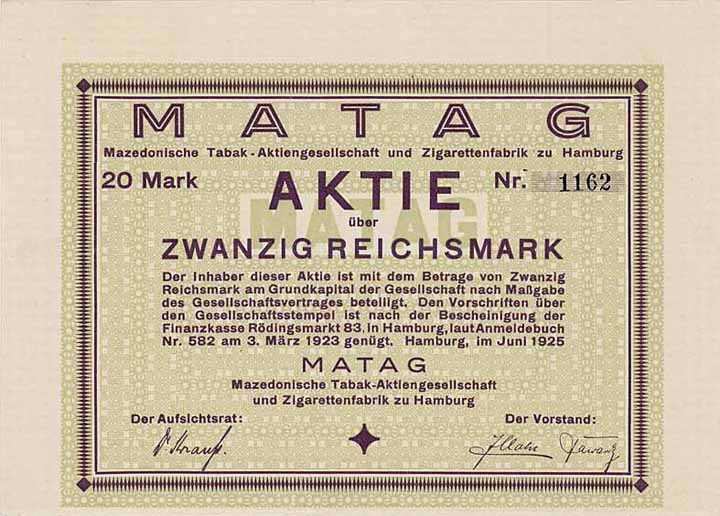 MATAG
Mazedonische Tabak-Aktiengesellschaft und Zigarettenfabrik zu Hamburg
20 Mark AKTIE Nr. 1162
MATAG
über
ZWANZIG REICHSMARK
Der Inhaber dieser Aktie ist mit dem Betrage von Zwanzig
Reichsmark am Grundkapital der Gesellschaft nach Maßgabe
des Gesellschaftsvertrages beteiligt. Den Vorschriften über
den Gesellschaftsstempel ist nach der Bescheinigung der
Finanzkasse Rödingsmarkt 83, in Hamburg, laut Anmeldebuch
Nr. 582 am 3. März 1923 genügt. Hamburg, im Juni 1925
MATAG
Mazedonische Tabak-Aktiengesellschaft
und Zigarettenfabrik zu Hamburg
Der Aufsichtsrat: Der Vorstand: